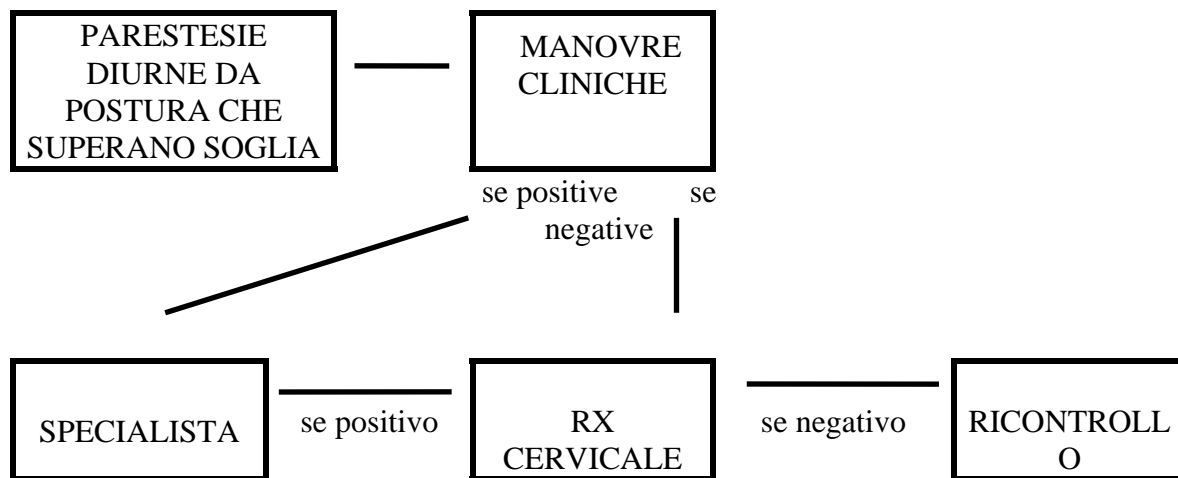 PARESTESIE
DIURNE DA
POSTURA CHE
SUPERANO SOGLIA
MANOVRE
CLINICHE
se positive se
negative
SPECIALISTA
se positivo
RX
CERVICALE
se negativo
RICONTROLL
O